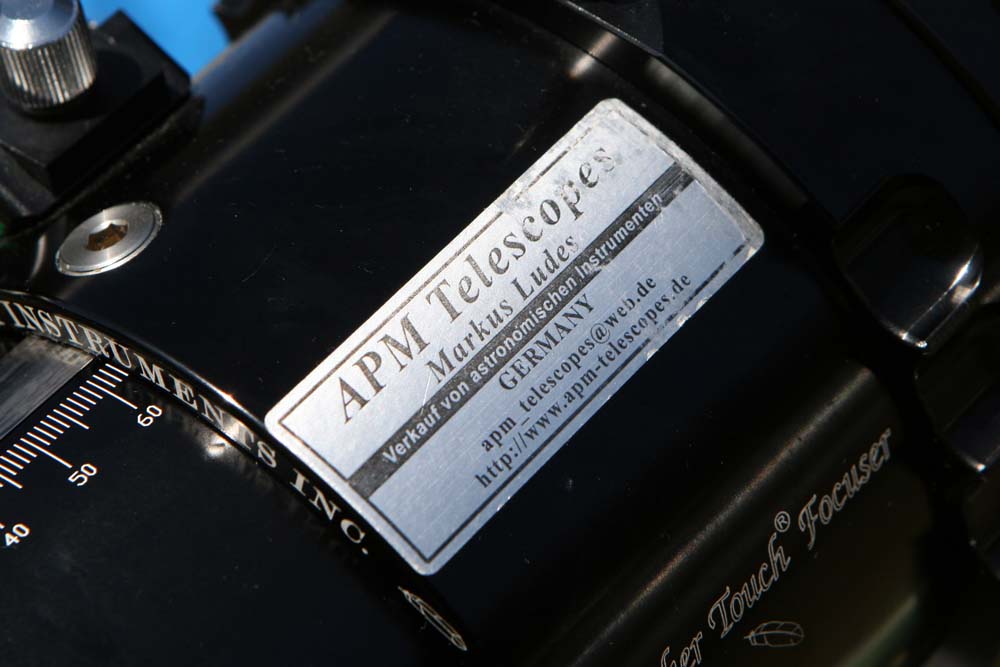 APM Telescopes
Markus Ludes
Verkauf von astronomischen Instrumenten
GERMANY
apm_telescopes@web.de
http://www.apm-telescopes.de
INSTRUMENTS INC.
60
50
40
Touch® Focuser